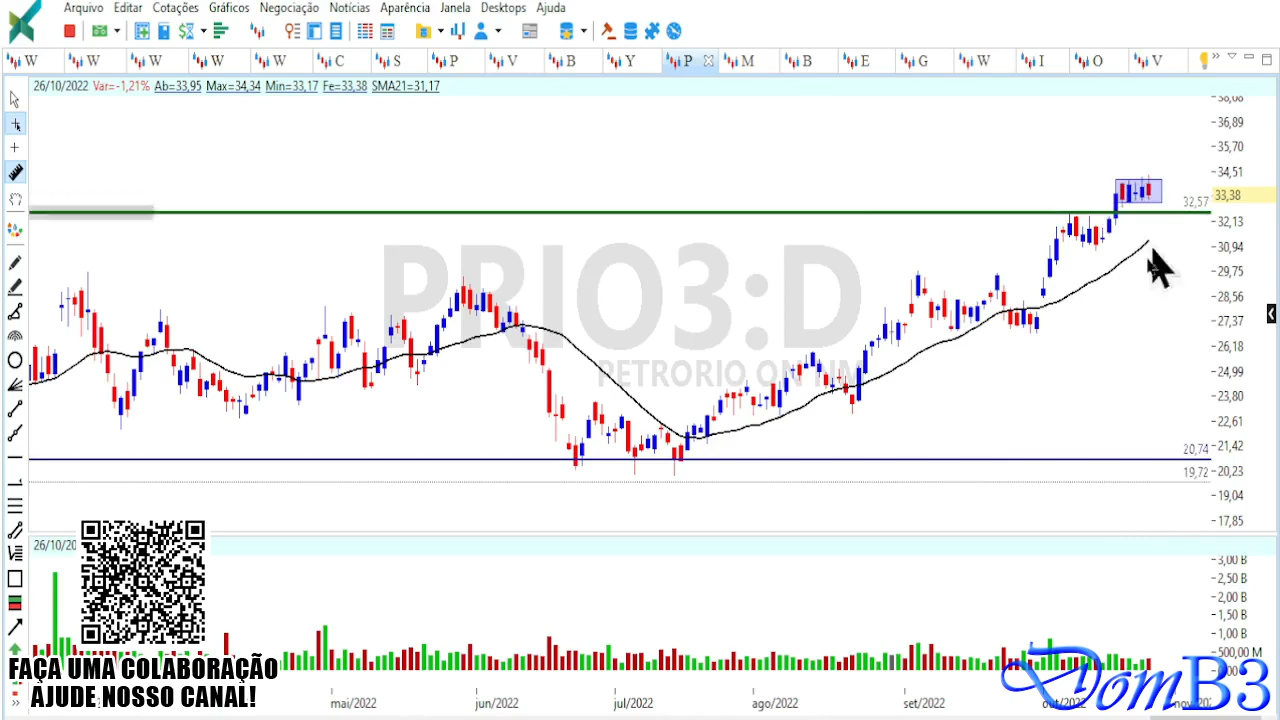 Arquivo Editar Cotações Gráficos Negociação Notícias Aparência Janela Desktops Ajuda
W W W W W C S P V B Y P M B E G W I O V
26/10/2022 Var=-1,21% Ab=33,95 Max=34,34 Min=33,17 Fe=33,38 SMA21=31,17
38,08
36,89
35,70
34,51
33,38
32,57
32,13
30,94
29,75
28,56
27,37
26,18
24,99
23,80
22,61
21,42
20,74
20,23
19,72
19,04
17,85
PRIO3:D
PETRORIO ON NM
26/10/20
3,00 B
2,50 B
2,00 B
1,50 B
1,00 B
500,00 M
FAÇA UMA COLABORAÇÃO
AJUDE NOSSO CANAL!
mai/2022 jun/2022 jul/2022 ago/2022 set/2022 out/2022
DomB3